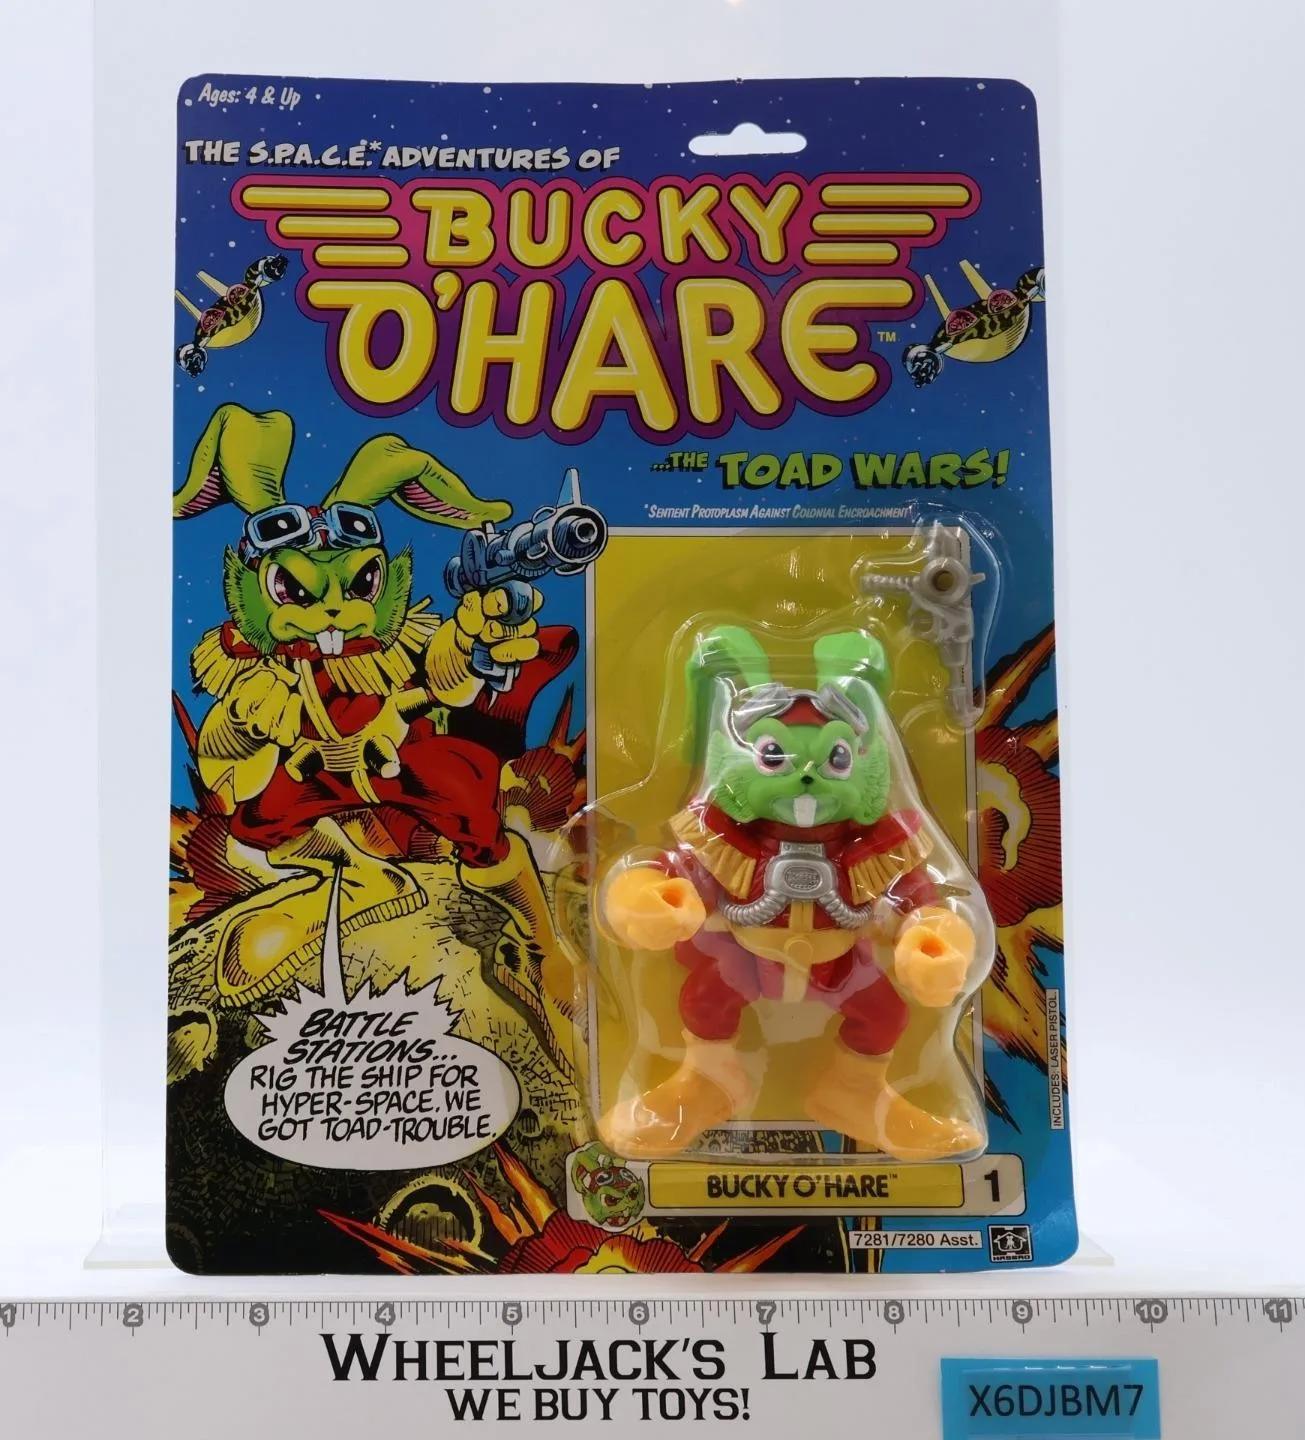 Ages: 4 & Up
THE S.P.A.C.E.* ADVENTURES OF
BUCKY
O'HARE™
...THE TOAD WARS!
*SENTIENT PROTOPLASM AGAINST COLONIAL ENCROACHMENT
BATTLE
STATIONS...
RIG THE SHIP FOR
HYPER-SPACE. WE
GOT TOAD-TROUBLE.
INCLUDES: LASER PISTOL.
BUCKY O'HARE™ 1
7281/7280 Asst.
HASBRO
1 2 3 4 5 6 7 8 9 10 11
WHEELJACK'S LAB
WE BUY TOYS!
X6DJBM7